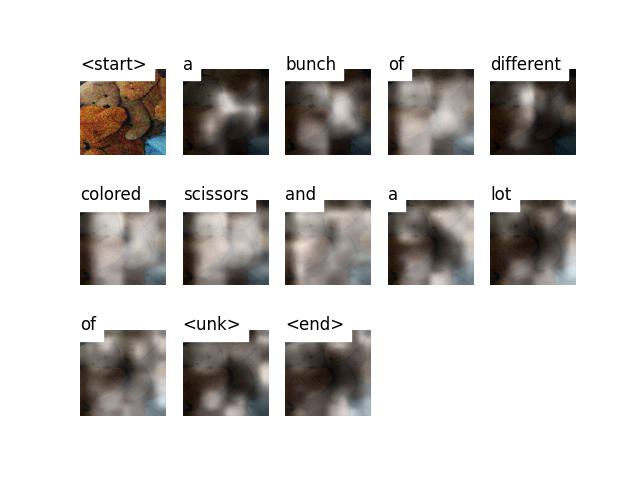 <start> a bunch of different
colored scissors and a lot
of <unk> <end>